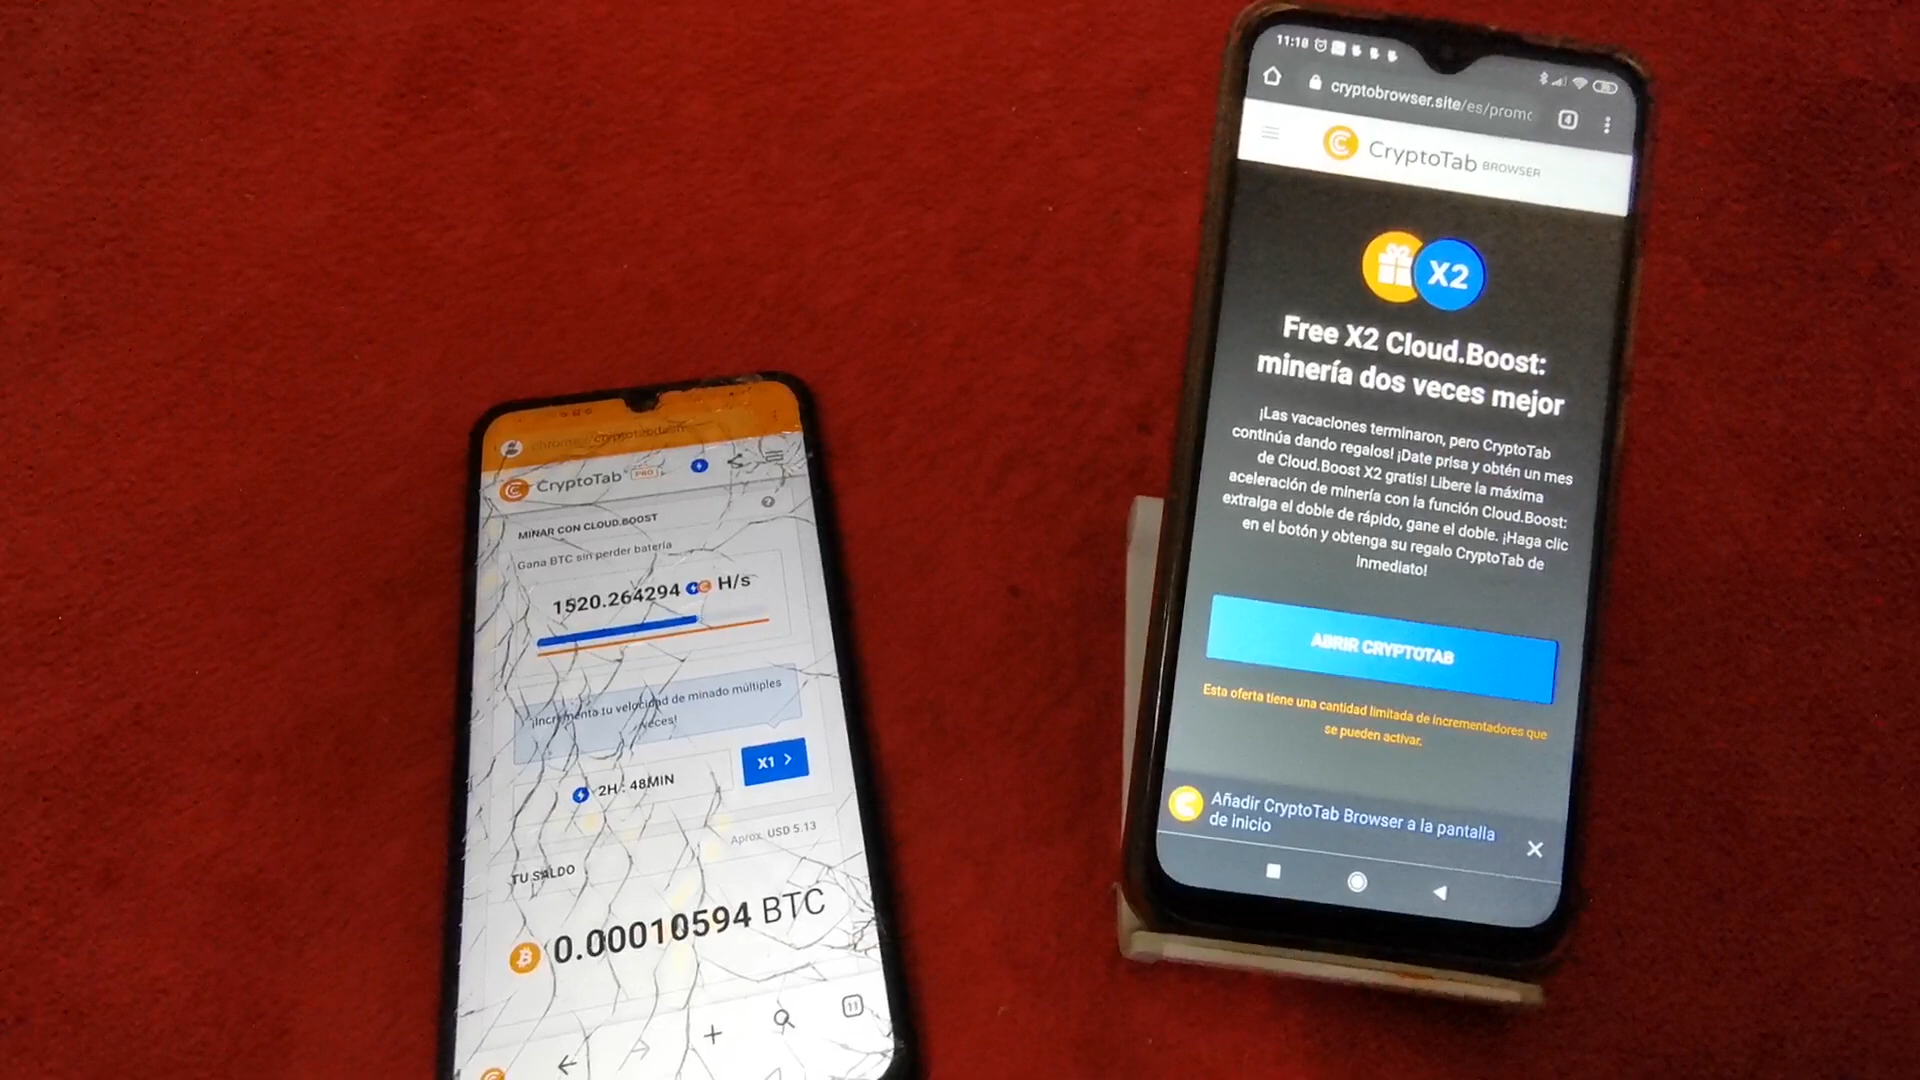 chrome://cryptotabdash
CryptoTab PRO
MINAR CON CLOUD.BOOST
?
Gana BTC sin perder batería
1520.264294 H/s
¡Incrementa tu velocidad de minado múltiples
veces!
2H : 48MIN
X1 >
Aprox. USD 5.13
TU SALDO
0.00010594 BTC
11
11:18
cryptobrowser.site/es/promo
4
CryptoTab BROWSER
X2
Free X2 Cloud.Boost:
minería dos veces mejor
¡Las vacaciones terminaron, pero CryptoTab
continúa dando regalos! ¡Date prisa y obtén un mes
de Cloud.Boost X2 gratis! Libere la máxima
aceleración de minería con la función Cloud.Boost:
extraiga el doble de rápido, gane el doble. ¡Haga clic
en el botón y obtenga su regalo CryptoTab de
inmediato!
ABRIR CRYPTOTAB
Esta oferta tiene una cantidad limitada de incrementadores que
se pueden activar.
Añadir CryptoTab Browser a la pantalla
de inicio